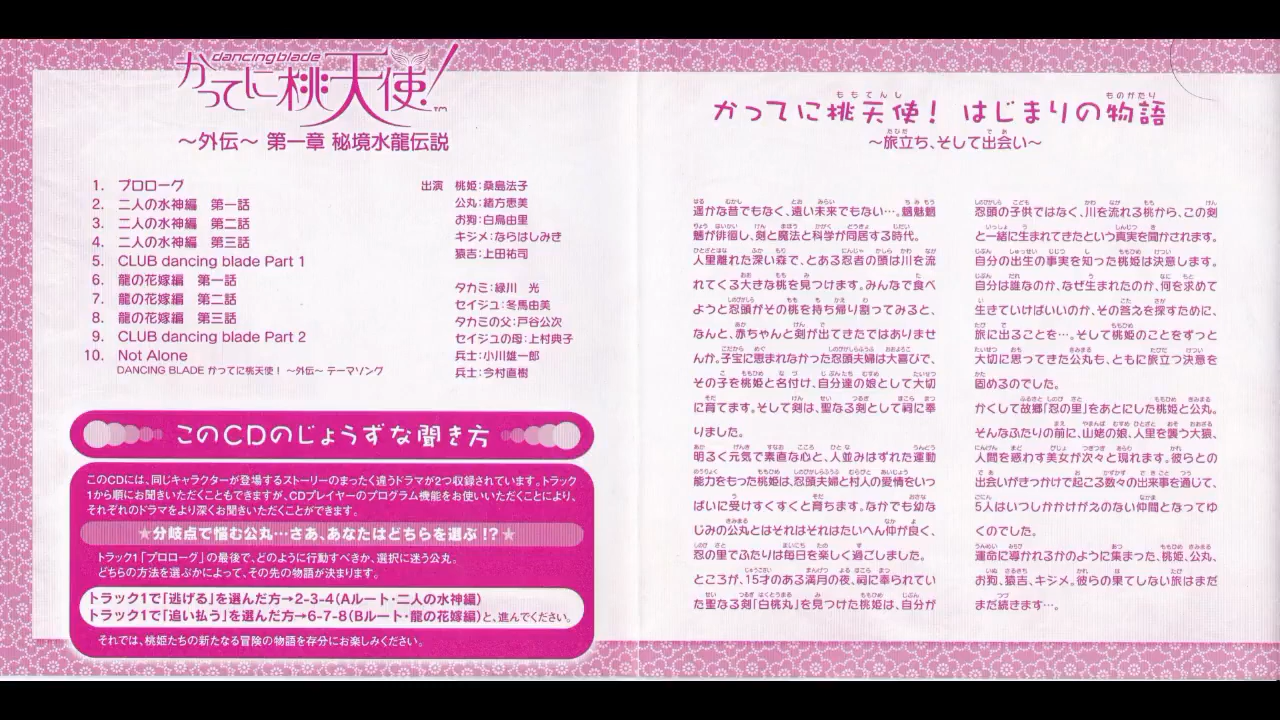 dancing blade
かってに桃天使!
TM
〜外伝〜 第一章 秘境水龍伝説
1. プロローグ
2. 二人の水神編 第一話
3. 二人の水神編 第二話
4. 二人の水神編 第三話
5. CLUB dancing blade Part 1
6. 龍の花嫁編 第一話
7. 龍の花嫁編 第二話
8. 龍の花嫁編 第三話
9. CLUB dancing blade Part 2
10. Not Alone
DANCING BLADE かってに桃天使! 〜外伝〜 テーマソング
出演 桃姫:桑島法子
公丸:緒方恵美
お狗:白鳥由里
キジメ:ならはしみき
猿吉:上田祐司
タカミ:緑川 光
セイジュ:冬馬由美
タカミの父:戸谷公次
セイジュの母:上村典子
兵士:小川雄一郎
兵士:今村直樹
このCDのじょうずな聞き方
このCDには、同じキャラクターが登場するストーリーのまったく違うドラマが2つ収録されています。トラック
1から順にお聞きいただくこともできますが、CDプレイヤーのプログラム機能をお使いいただくことにより、
それぞれのドラマをより深くお聞きいただくことができます。
★分岐点で悩む公丸…さあ、あなたはどちらを選ぶ!?★
トラック1「プロローグ」の最後で、どのように行動すべきか、選択に迷う公丸。
どちらの方法を選ぶかによって、その先の物語が決まります。
トラック1で「逃げる」を選んだ方→2-3-4(Aルート・二人の水神編)
トラック1で「追い払う」を選んだ方→6-7-8(Bルート・龍の花嫁編)と、進んでください。
それでは、桃姫たちの新たなる冒険の物語を存分にお楽しみください。
かってに桃天使! はじまりの物語
〜旅立ち、そして出会い〜
遥かな昔でなく、遠い未来でもない…。魑魅魍
魎が徘徊し、剣と魔法と科学が同居する時代。
人里離れた深い森で、とある忍者の頭は川を流
れてくる大きな桃を見つけます。みんなで食べ
ようと忍頭がその桃を持ち帰り割ってみると、
なんと、赤ちゃんと剣が出てきたではありませ
んか。子宝に恵まれなかった忍頭夫婦は大喜びで、
その子を桃姫と名付け、自分達の娘として大切
に育てます。そして剣は、聖なる剣として祠に奉
りました。
明るく元気で素直な心と、人並みはずれた運動
能力をもった桃姫は、忍頭夫婦と村人の愛情をいっ
ぱいに受けすくすくと育ちます。なかでも幼な
じみの公丸とはそれはそれはたいへん仲が良く、
忍の里でふたりは毎日を楽しく過ごしました。
ところが、15才のある満月の夜、祠に奉られてい
た聖なる剣「白桃丸」を見つけた桃姫は、自分が
忍頭の子供ではなく、川を流れる桃から、この剣
と一緒に生まれてきたという真実を聞かされます。
自分の出生の事実を知った桃姫は決意します。
自分は誰なのか、なぜ生まれたのか、何を求めて
生きていけばいいのか、その答えを探すために、
旅に出ることを…。そして桃姫のことをずっと
大切に思ってきた公丸も、ともに旅立つ決意を
固めるのでした。
かくして故郷「忍の里」をあとにした桃姫と公丸。
そんなふたりの前に、山姥の娘、人里を襲う大猿、
人間を惑わす美女が次々と現れます。彼らとの
出会いがきっかけで起こる数々の出来事を通じて、
5人はいつしかかけがえのない仲間となってゆ
くのでした。
運命に導かれるかのように集まった、桃姫、公丸、
お狗、猿吉、キジメ。彼らの果てしない旅はまだ
まだ続きます…。